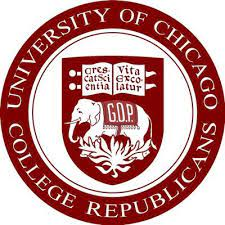 UNIVERSITY OF CHICAGO
Cres Vita
cat Sci Excol
entia atur
G.O.P.
COLLEGE REPUBLICANS